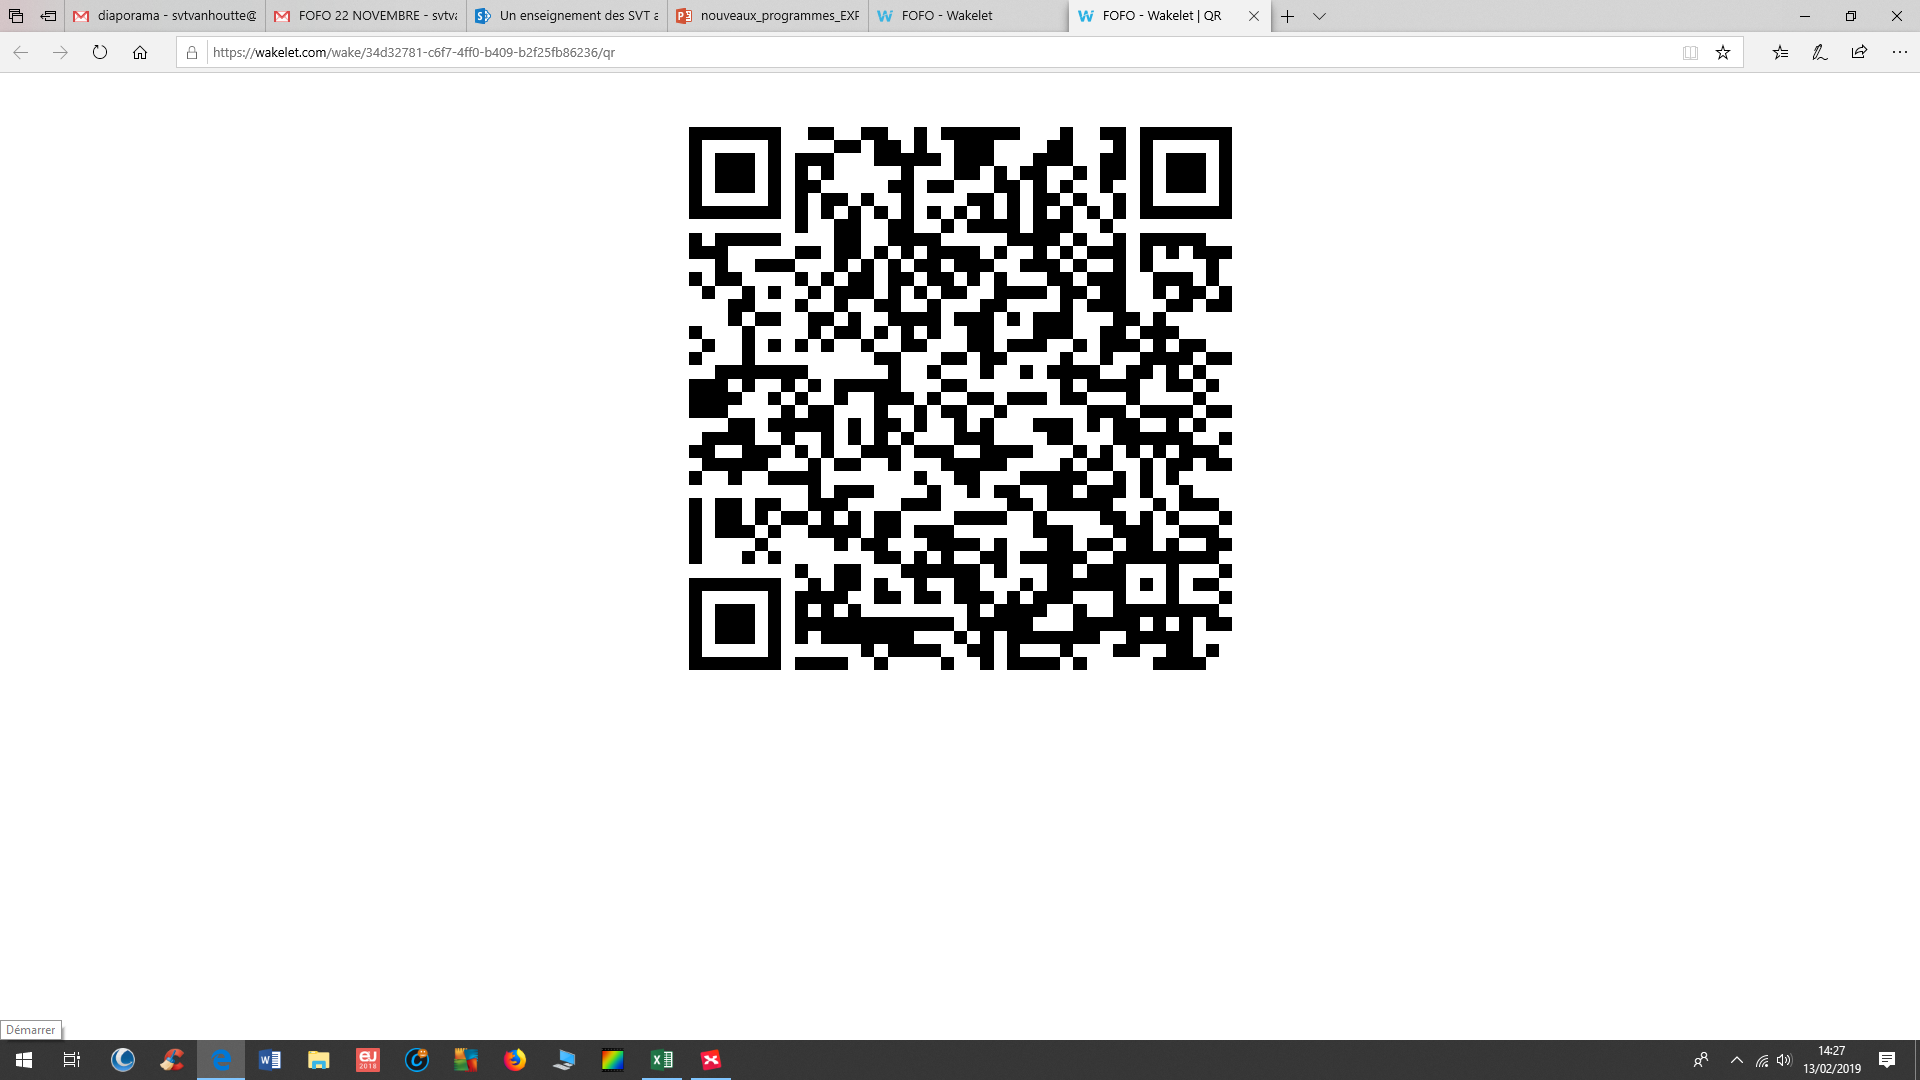 diaporama - svtvanhoutte@
FOFO 22 NOVEMBRE - svtva
Un enseignement des SVT a
nouveaux_programmes_EXP
FOFO - Wakelet
FOFO - Wakelet | QR
https://wakelet.com/wake/34d32781-c6f7-4ff0-b409-b2f25fb86236/qr
Démarrer
14:27
13/02/2019